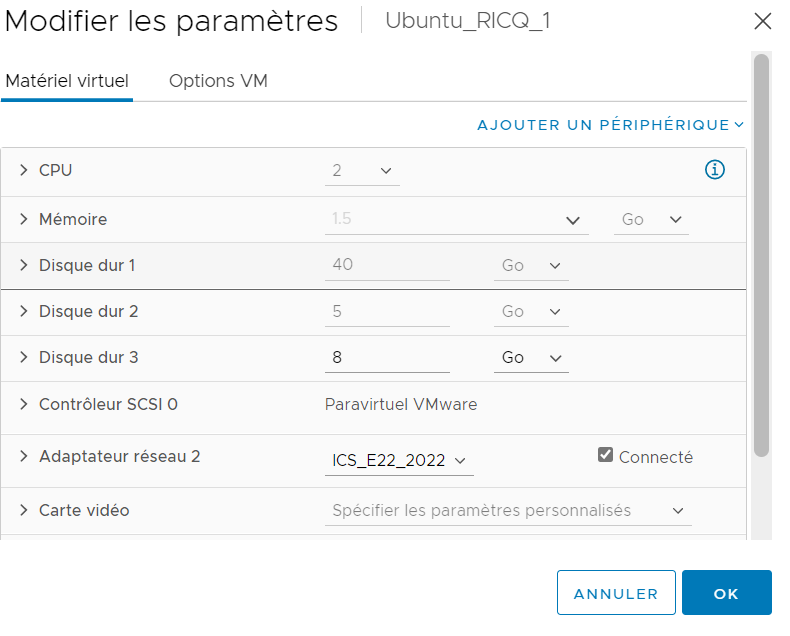 Modifier les paramètres Ubuntu_RICQ_1
Matériel virtuel Options VM
AJOUTER UN PÉRIPHÉRIQUE
CPU 2
Mémoire 1.5 Go
Disque dur 1 40 Go
Disque dur 2 5 Go
Disque dur 3 8 Go
Contrôleur SCSI 0 Paravirtuel VMware
Adaptateur réseau 2 ICS_E22_2022 Connecté
Carte vidéo Spécifier les paramètres personnalisés
ANNULER OK